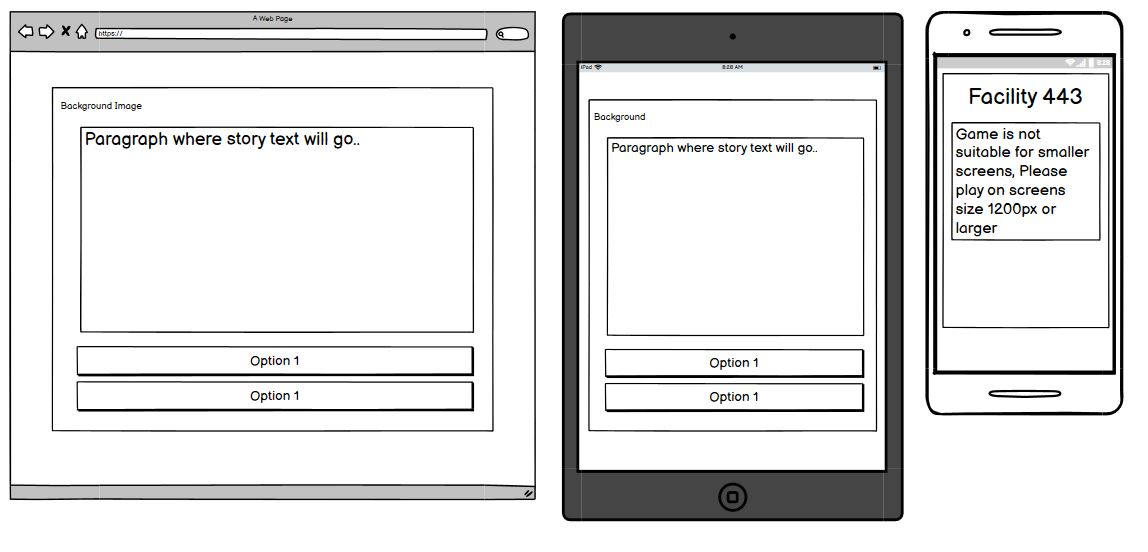 A Web Page
https://
Background Image
Paragraph where story text will go..
Option 1
Option 1
iPad
8:28 AM
Background
Paragraph where story text will go..
Option 1
Option 1
8:28
Facility 443
Game is not
suitable for smaller
screens, Please
play on screens
size 1200px or
larger